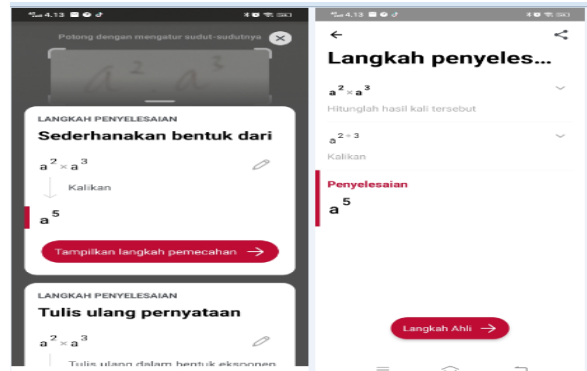 4.13
Potong dengan mengatur sudut-sudutnya
a² a³
LANGKAH PENYELESAIAN
Sederhanakan bentuk dari
a² × a³
Kalikan
a⁵
Tampilkan langkah pemecahan →
LANGKAH PENYELESAIAN
Tulis ulang pernyataan
a² × a³
Tulis ulang dalam bentuk eksponen
4.13
Langkah penyeles...
a² × a³
Hitunglah hasil kali tersebut
a²⁺³
Kalikan
Penyelesaian
a⁵
Langkah Ahli →